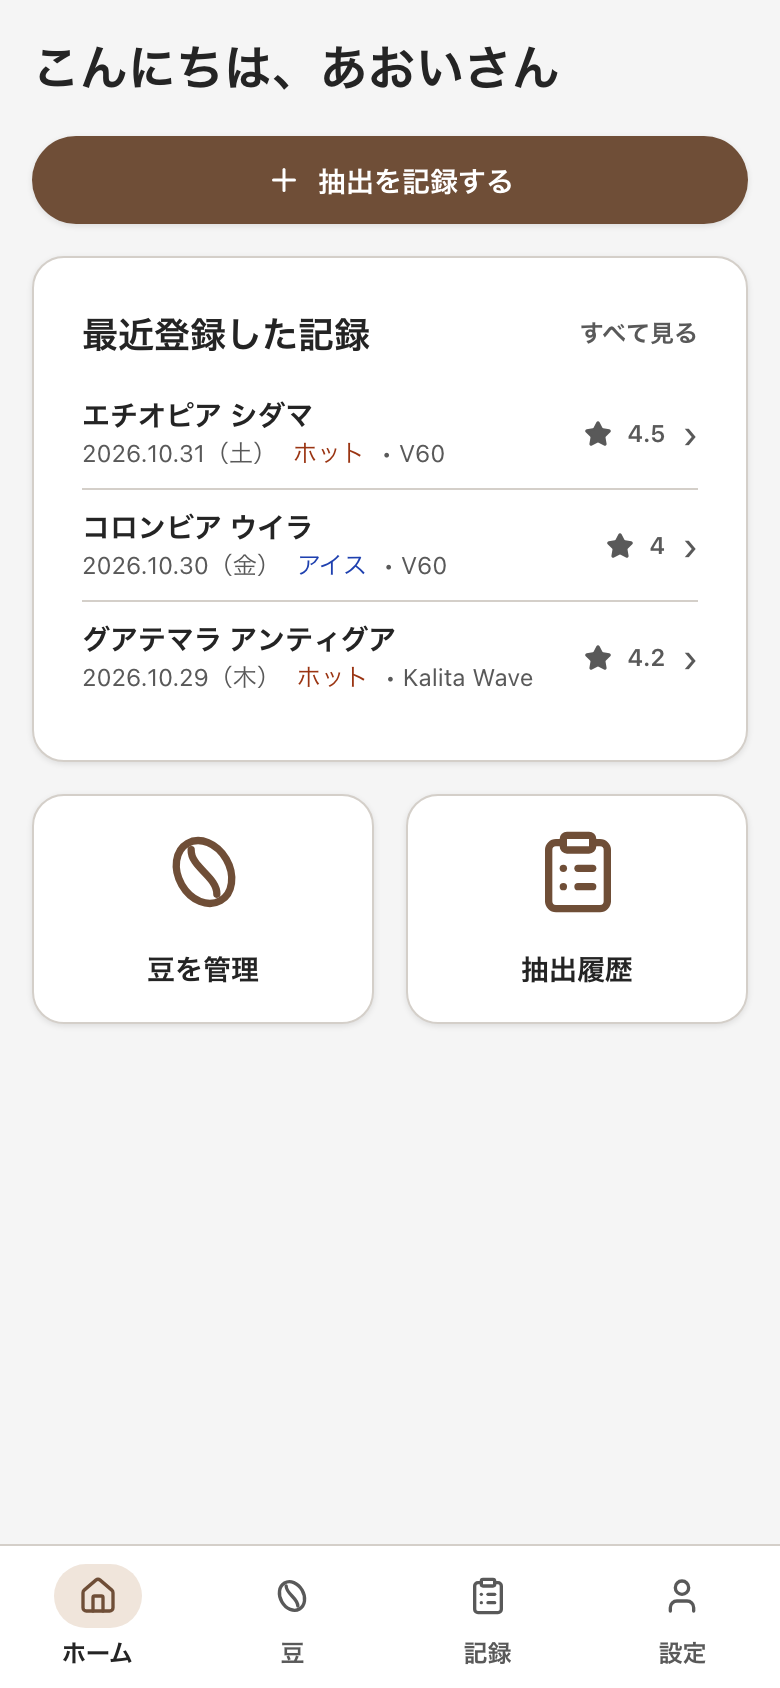 こんにちは、あおいさん
＋ 抽出を記録する
最近登録した記録 すべて見る
エチオピア シダマ
2026.10.31（土） ホット ・V60 ★ 4.5 ›
コロンビア ウイラ
2026.10.30（金） アイス ・V60 ★ 4 ›
グアテマラ アンティグア
2026.10.29（木） ホット ・Kalita Wave ★ 4.2 ›
豆を管理 抽出履歴
ホーム 豆 記録 設定